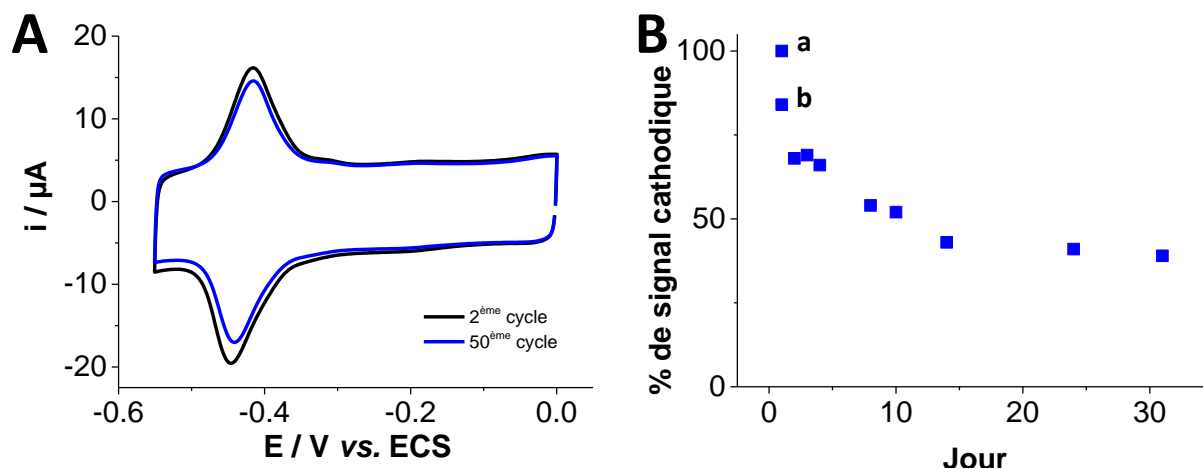 A
i / µA
20
10
0
-10
-20
-0.6
-0.4
-0.2
0.0
E / V vs. ECS
2ème cycle
50ème cycle
B
% de signal cathodique
100
50
0
a
b
0
10
20
30
Jour